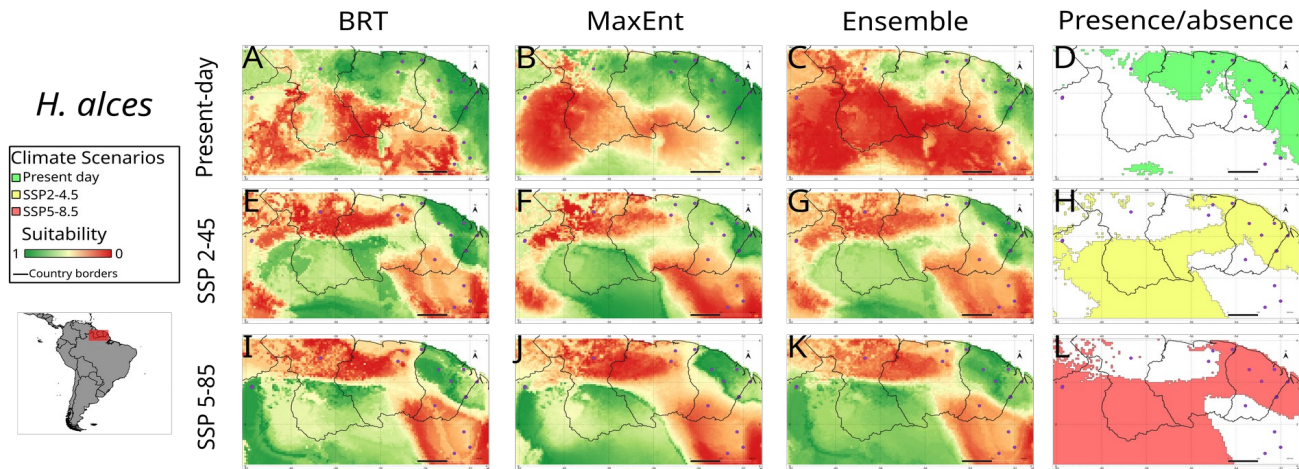 BRT
MaxEnt
Ensemble
Presence/absence
H. alces
Climate Scenarios
Present day
SSP2-4.5
SSP5-8.5
Suitability
1 0
Country borders
Present-day
A
B
C
D
SSP 2-45
E
F
G
H
SSP 5-85
I
J
K
L